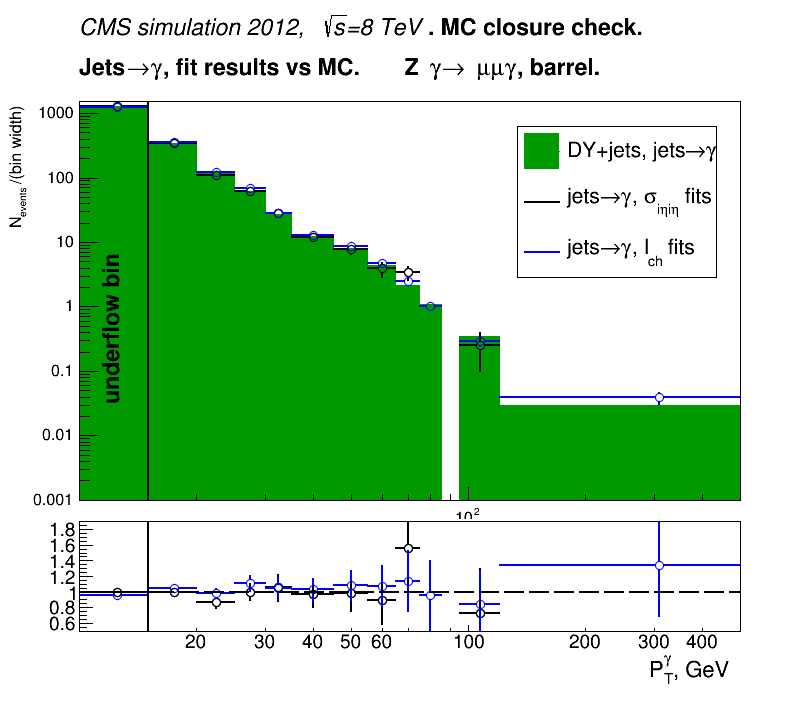 CMS simulation 2012, √s=8 TeV . MC closure check.
Jets→γ, fit results vs MC. Z γ→ μμγ, barrel.
N_events /(bin width)
1000
100
10
1
0.1
0.01
0.001
underflow bin
DY+jets, jets→γ
jets→γ, σ_iηiη fits
jets→γ, I_ch fits
10²
1.8
1.6
1.4
1.2
1
0.8
0.6
20 30 40 50 60 100 200 300 400
P_T^γ, GeV